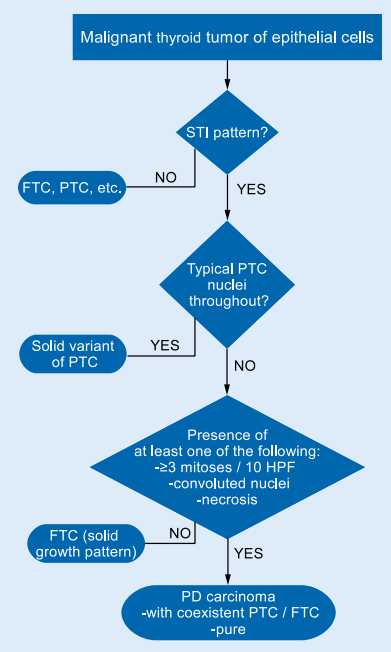 Malignant thyroid tumor of epithelial cells
STI pattern?
NO
FTC, PTC, etc.
YES
Typical PTC
nuclei
throughout?
YES
Solid variant
of PTC
NO
Presence of
at least one of the following:
-≥3 mitoses / 10 HPF
-convoluted nuclei
-necrosis
NO
FTC (solid
growth pattern)
YES
PD carcinoma
-with coexistent PTC / FTC
-pure